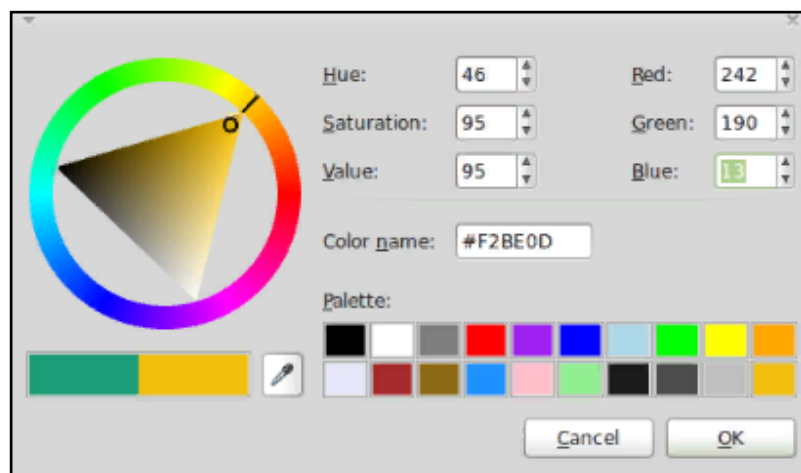 Hue: 46 Red: 242
Saturation: 95 Green: 190
Value: 95 Blue: 13
Color name: #F2BE0D
Palette:
Cancel OK